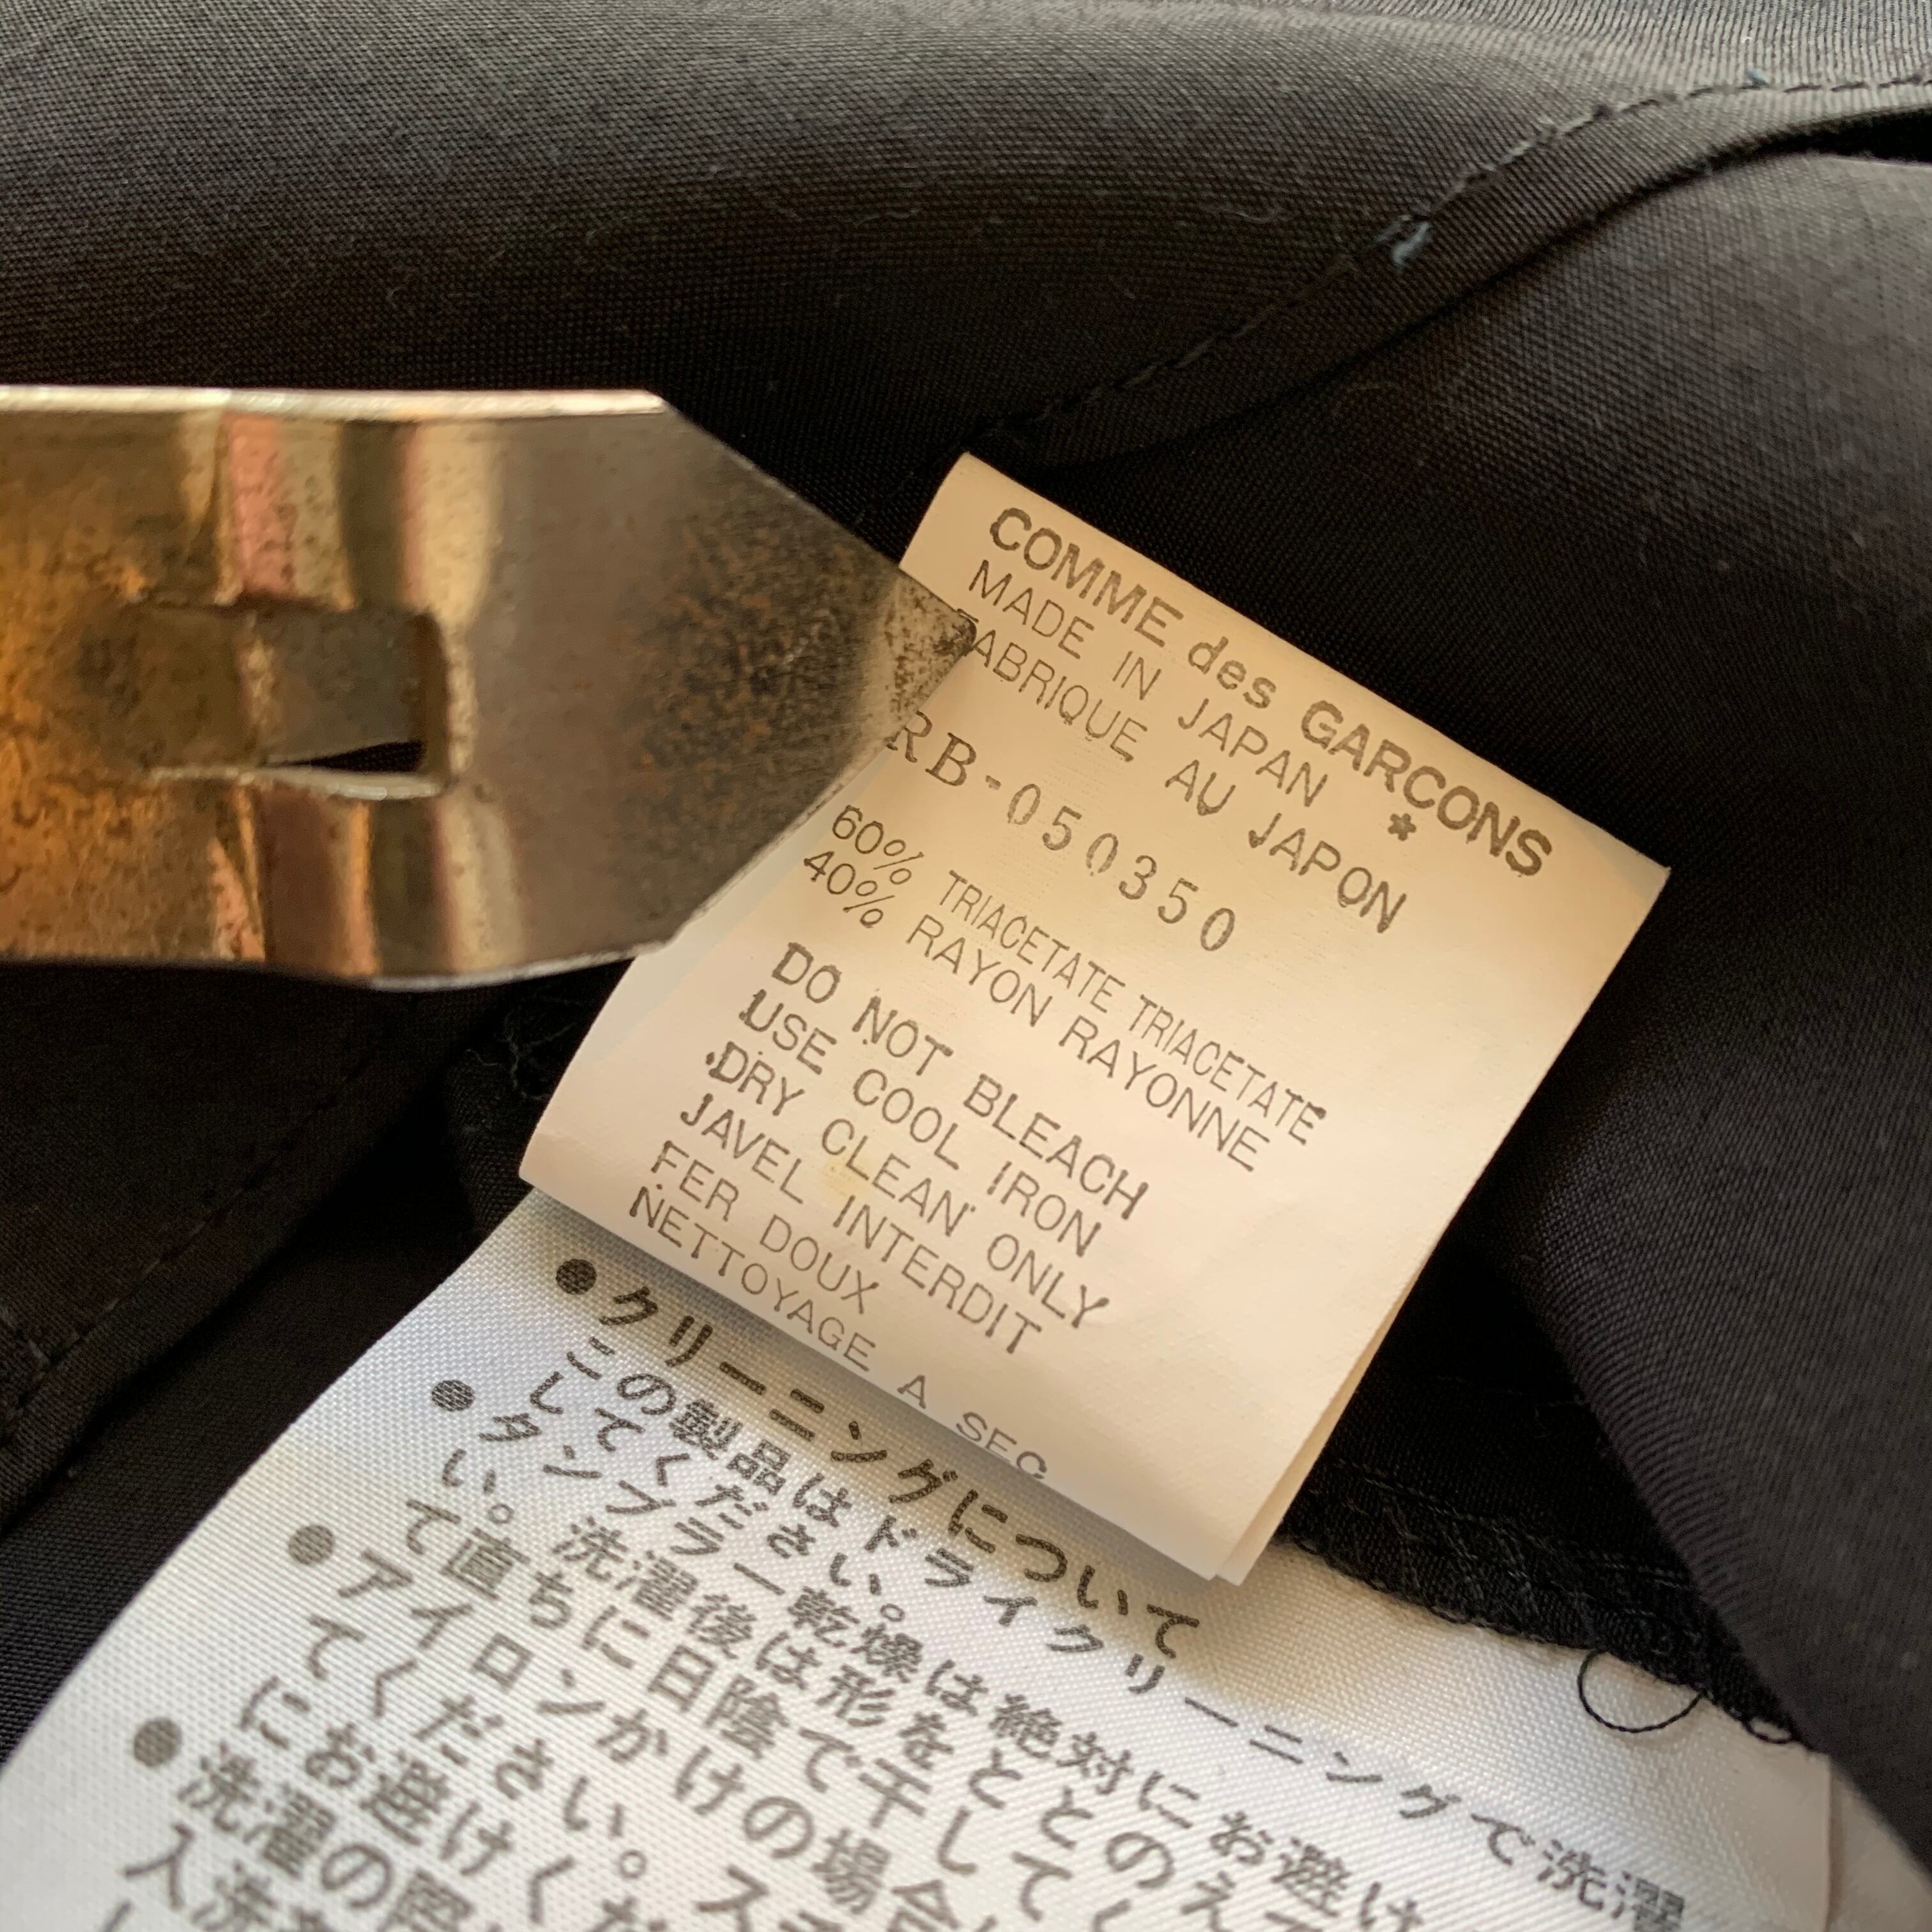 COMME des GARCONS
MADE IN JAPAN *
FABRIQUE AU JAPON
RB-050350
60% TRIACETATE TRIACETATE
40% RAYON RAYONNE
DO NOT BLEACH
USE COOL IRON
DRY CLEAN ONLY
JAVEL INTERDIT
FER DOUX
NETTOYAGE A SEC
●クリーニングについて
この製品はドライクリーニングで洗濯
してください。
●タンブラー乾燥は絶対にお避け
い。洗濯後は形をととのえて
て直ちに日陰で干して
●アイロンかけの場合
てください。ス
にお避けくだ
●洗濯の際
入洗